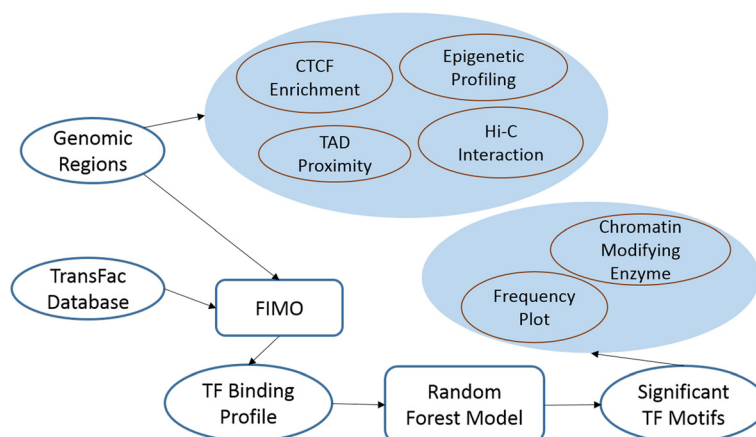 CTCF
Enrichment
Epigenetic
Profiling
Genomic
Regions
TAD
Proximity
Hi-C
Interaction
Chromatin
Modifying
Enzyme
TransFac
Database
FIMO
Frequency
Plot
TF Binding
Profile
Random
Forest Model
Significant
TF Motifs